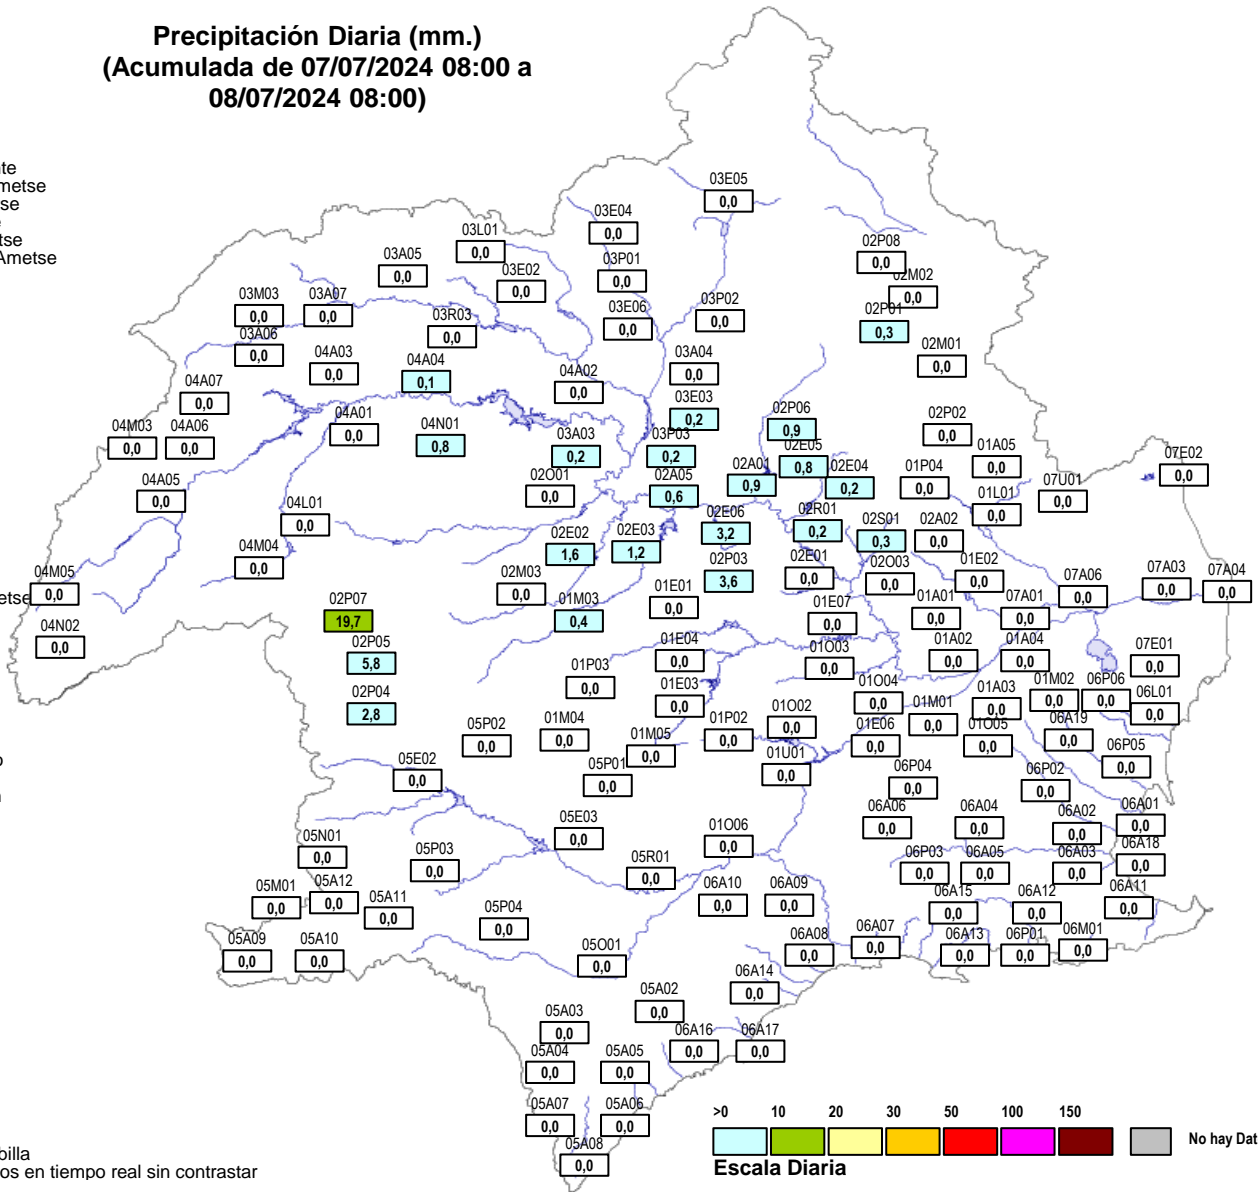 Precipitación Diaria (mm.)
(Acumulada de 07/07/2024 08:00 a
08/07/2024 08:00)
nte
metse
tse
e
tse
Ametse
etse
o
n
billa
os en tiempo real sin contrastar
03E05
0,0
03E04
0,0
03L01
0,0
03A05
0,0
03P01
0,0
03E02
0,0
02P08
0,0
02M02
0,0
03M03
0,0
03A07
0,0
03E06
0,0
03P02
0,0
02P01
0,3
03R03
0,0
03A06
0,0
04A03
0,0
04A04
0,1
03A04
0,0
02M01
0,0
04A02
0,0
04A07
0,0
03E03
0,2
02P06
0,9
02P02
0,0
04A01
0,0
04N01
0,8
04M03
0,0
04A06
0,0
03A03
0,2
03P03
0,2
02E05
0,8
01A05
0,0
07E02
0,0
02A01
0,9
02E04
0,2
01P04
0,0
02O01
0,0
02A05
0,6
04A05
0,0
07U01
0,0
01L01
0,0
04L01
0,0
02E06
3,2
02R01
0,2
02S01
0,3
02A02
0,0
02E02
1,6
02E03
1,2
04M04
0,0
02P03
3,6
02E01
0,0
02O03
0,0
01E02
0,0
04M05
0,0
02M03
0,0
07A06
0,0
07A03
0,0
07A04
0,0
02P07
19,7
01M03
0,4
01E01
0,0
01E07
0,0
01A01
0,0
07A01
0,0
04N02
0,0
02P05
5,8
01E04
0,0
01O03
0,0
01A02
0,0
01A04
0,0
07E01
0,0
01P03
0,0
01E03
0,0
01O04
0,0
01A03
0,0
01M02
0,0
06P06
0,0
06L01
0,0
02P04
2,8
01M01
0,0
01O02
0,0
05P02
0,0
01M04
0,0
01M05
0,0
01P02
0,0
01E06
0,0
01O05
0,0
06A19
0,0
06P05
0,0
05E02
0,0
05P01
0,0
01U01
0,0
06P04
0,0
06P02
0,0
05E03
0,0
01O06
0,0
06A06
0,0
06A04
0,0
06A02
0,0
06A01
0,0
05N01
0,0
05P03
0,0
05R01
0,0
06P03
0,0
06A05
0,0
06A03
0,0
06A18
0,0
05M01
0,0
05A12
0,0
05A11
0,0
06A10
0,0
06A09
0,0
06A15
0,0
06A12
0,0
06A11
0,0
05P04
0,0
05A09
0,0
05A10
0,0
05O01
0,0
06A08
0,0
06A07
0,0
06A13
0,0
06P01
0,0
06M01
0,0
06A14
0,0
05A02
0,0
05A03
0,0
06A16
0,0
06A17
0,0
05A04
0,0
05A05
0,0
05A07
0,0
05A06
0,0
05A08
0,0
>0 10 20 30 50 100 150
No hay Dat
Escala Diaria